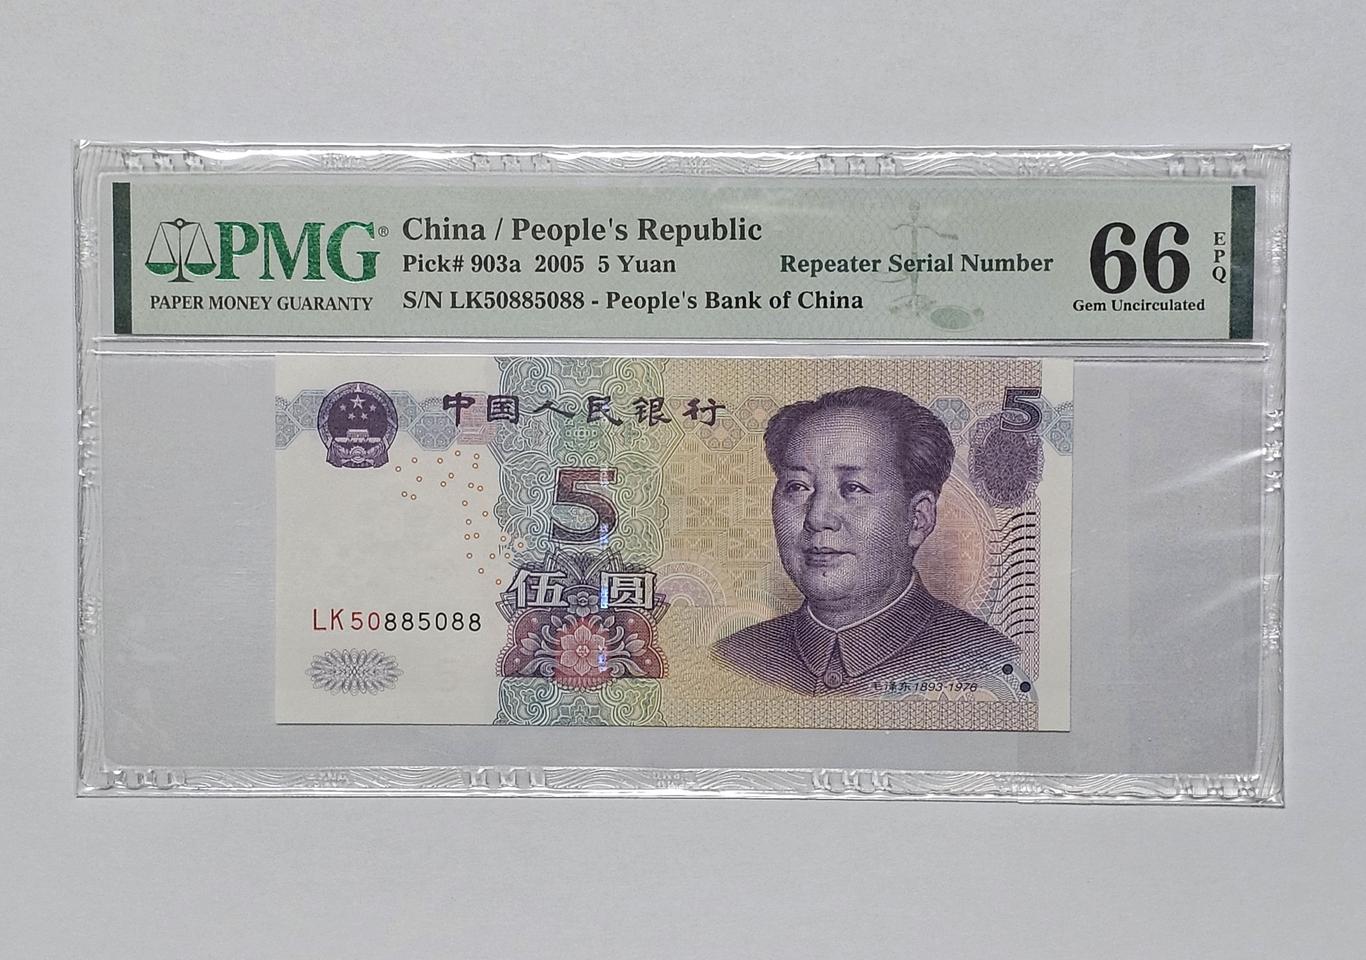 PMG®
PAPER MONEY GUARANTY
China / People's Republic
Pick# 903a 2005 5 Yuan
Repeater Serial Number
S/N LK50885088 - People's Bank of China
66
EPQ
Gem Uncirculated
中国人民银行
5
5
伍圆
LK50885088
毛泽东1893-1976